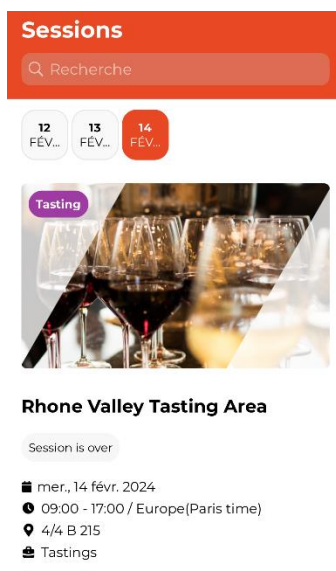 Sessions
Recherche
12
FÉV...
13
FÉV...
14
FÉV...
Tasting
Rhone Valley Tasting Area
Session is over
mer., 14 févr. 2024
09:00 - 17:00 / Europe(Paris time)
4/4 B 215
Tastings